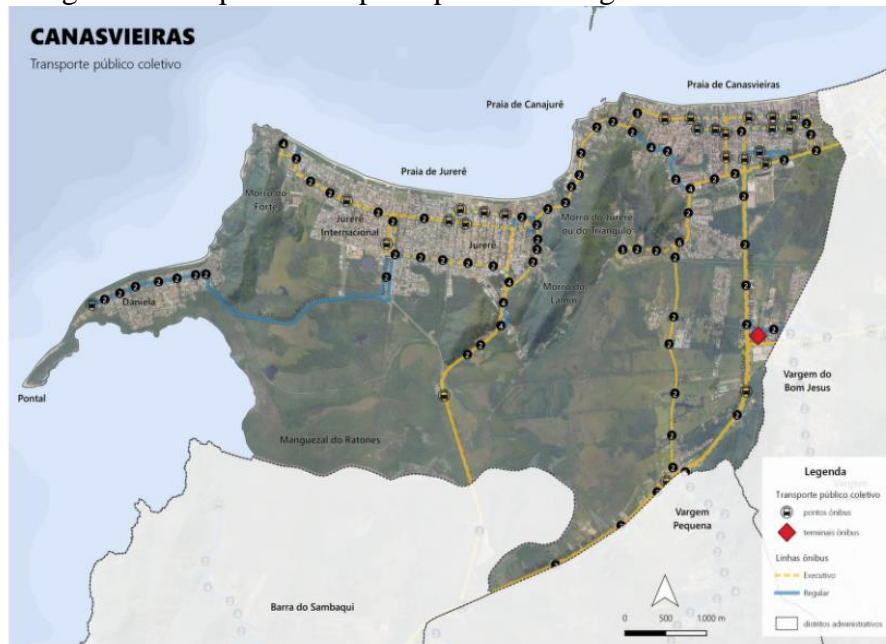 CANASVIEIRAS
Transporte público coletivo
Praia de Canasvieiras
Praia de Canajurê
Praia de Jurerê
Morro do
Forte
Jurerê
Internacional
Jurerê
Morro do Jurerê
ou do Triângulo
Morro do
Lamin
Daniela
Pontal
Manguezal do Ratones
Vargem do
Bom Jesus
Vargem
Pequena
Barra do Sambaqui
Legenda
Transporte público coletivo
pontos ônibus
terminais ônibus
Linhas ônibus
Executivo
Regular
distritos administrativos
0 500 1,000 m